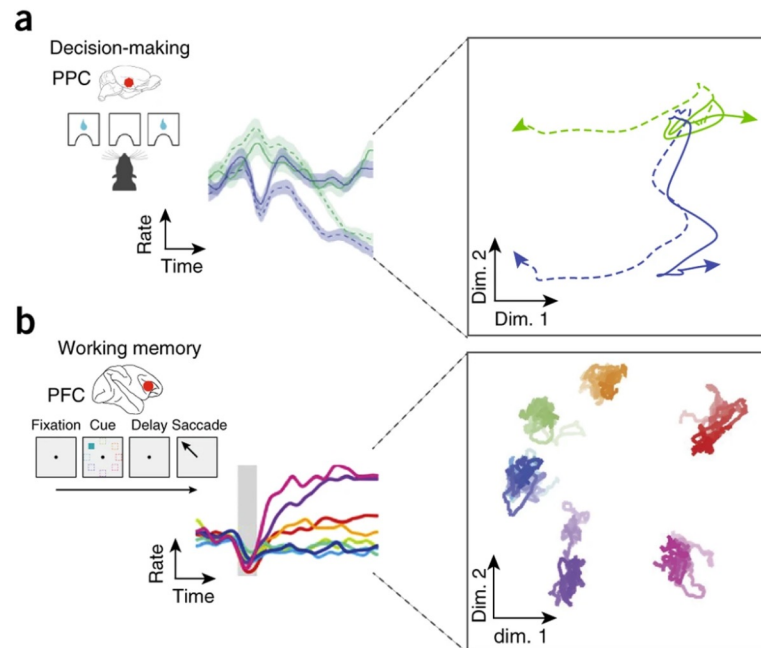 a
Decision-making
PPC
Rate
Time
Dim. 2
Dim. 1
b
Working memory
PFC
Fixation Cue Delay Saccade
Rate
Time
Dim. 2
dim. 1